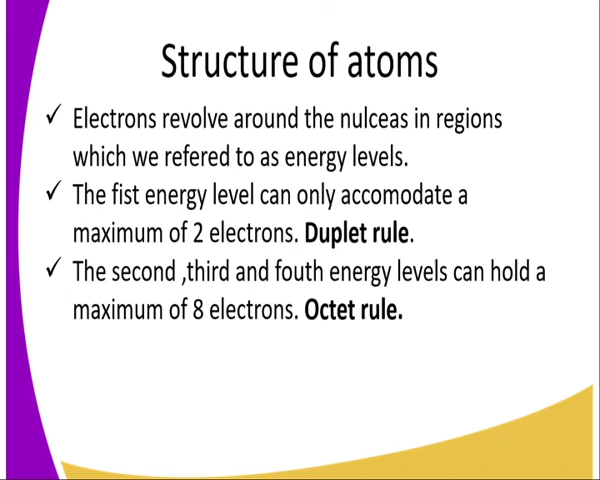 Structure of atoms
✓ Electrons revolve around the nulceas in regions
which we refered to as energy levels.
✓ The fist energy level can only accomodate a
maximum of 2 electrons. Duplet rule.
✓ The second ,third and fouth energy levels can hold a
maximum of 8 electrons. Octet rule.